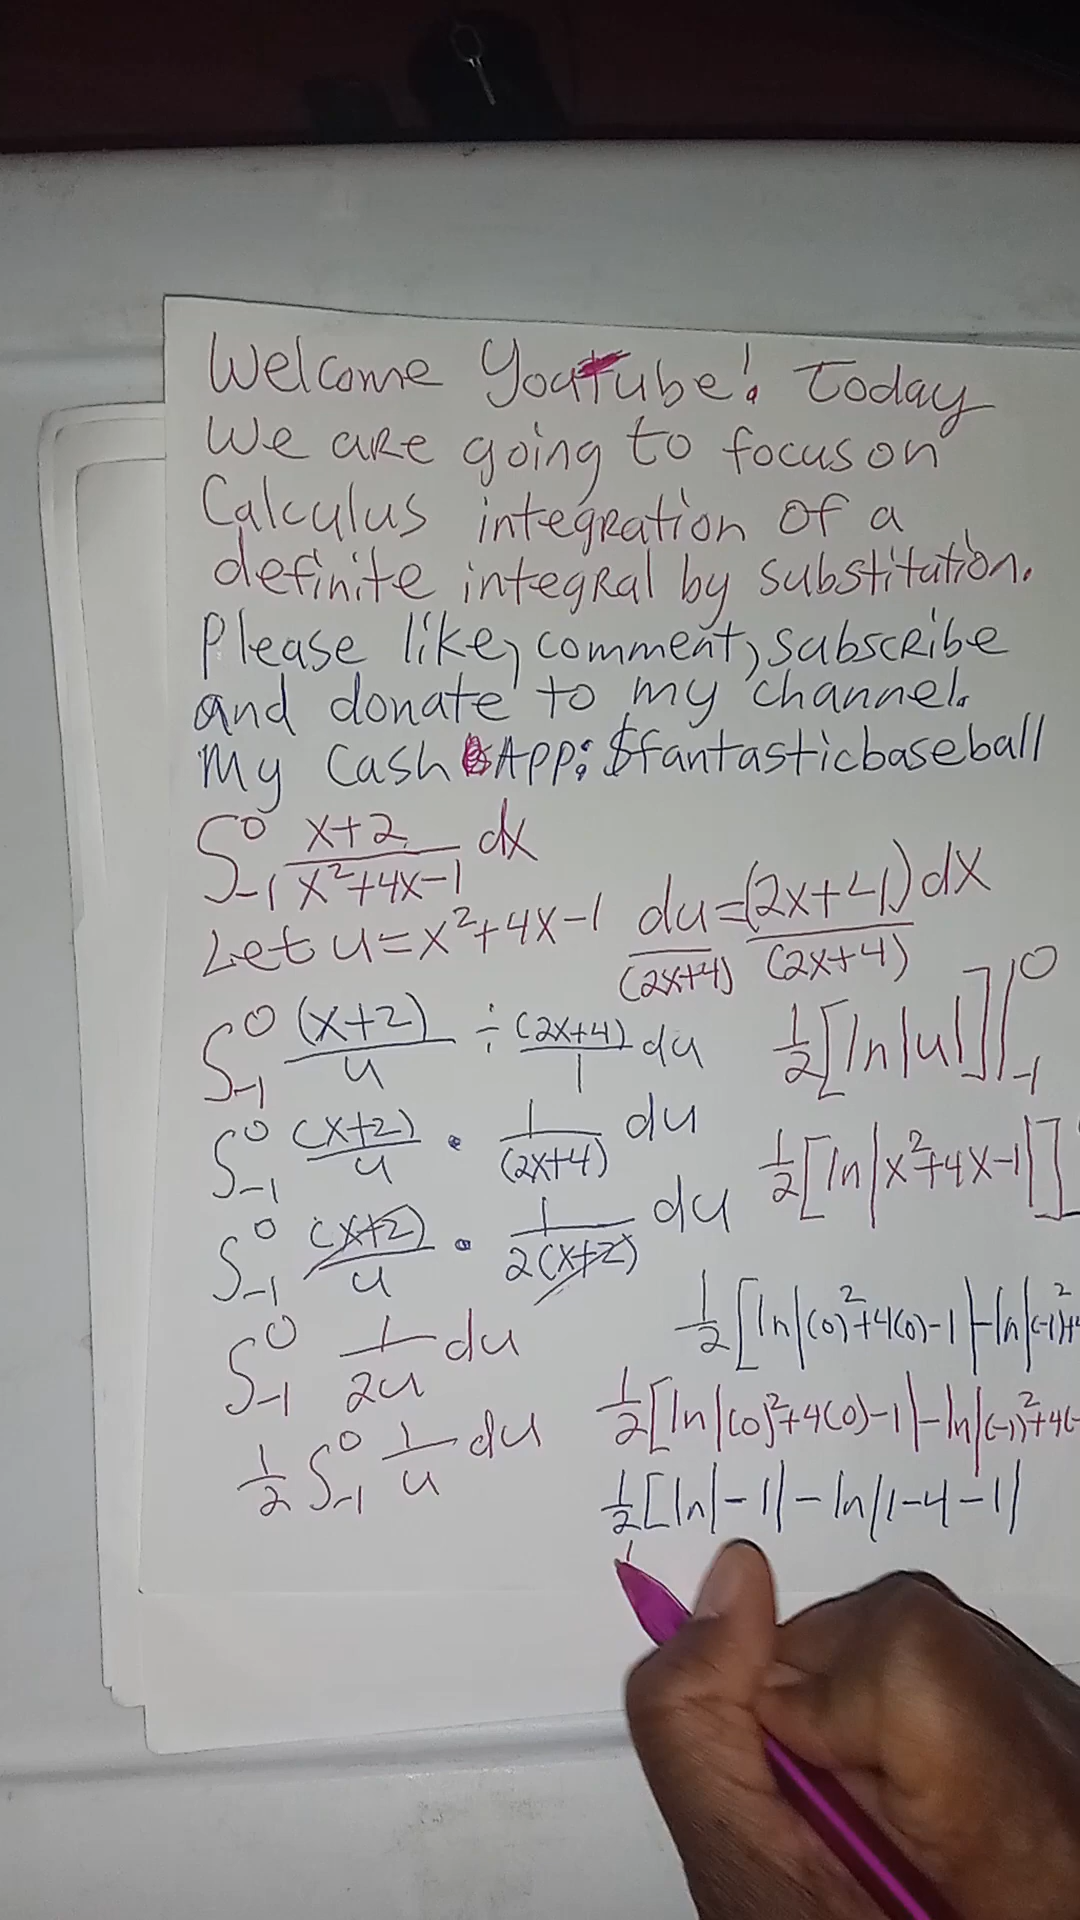 Welcome YouTube! Today
We are going to focus on
Calculus integration of a
definite integral by substitution.
Please like, comment, subscribe
and donate to my channel.
My Cash App: $fantasticbaseball
∫₋₁⁰ (x+2)/(x²+4x-1) dx
Let u=x²+4x-1 du/(2x+4) = (2x+4)dx/(2x+4)
∫₋₁⁰ (x+2)/u ÷ (2x+4)/1 du
∫₋₁⁰ (x+2)/u • 1/(2x+4) du
∫₋₁⁰ (x+2)/u • 1/2(x+2) du
∫₋₁⁰ 1/2u du
1/2 ∫₋₁⁰ 1/u du
1/2[ln|u|]|₋₁⁰
1/2[ln|x²+4x-1|]
1/2[ln|(0)²+4(0)-1|-ln|(-1)²+4
1/2[ln|(0)²+4(0)-1|-ln|(-1)²+4(-
1/2[ln|-1|-ln|1-4-1|